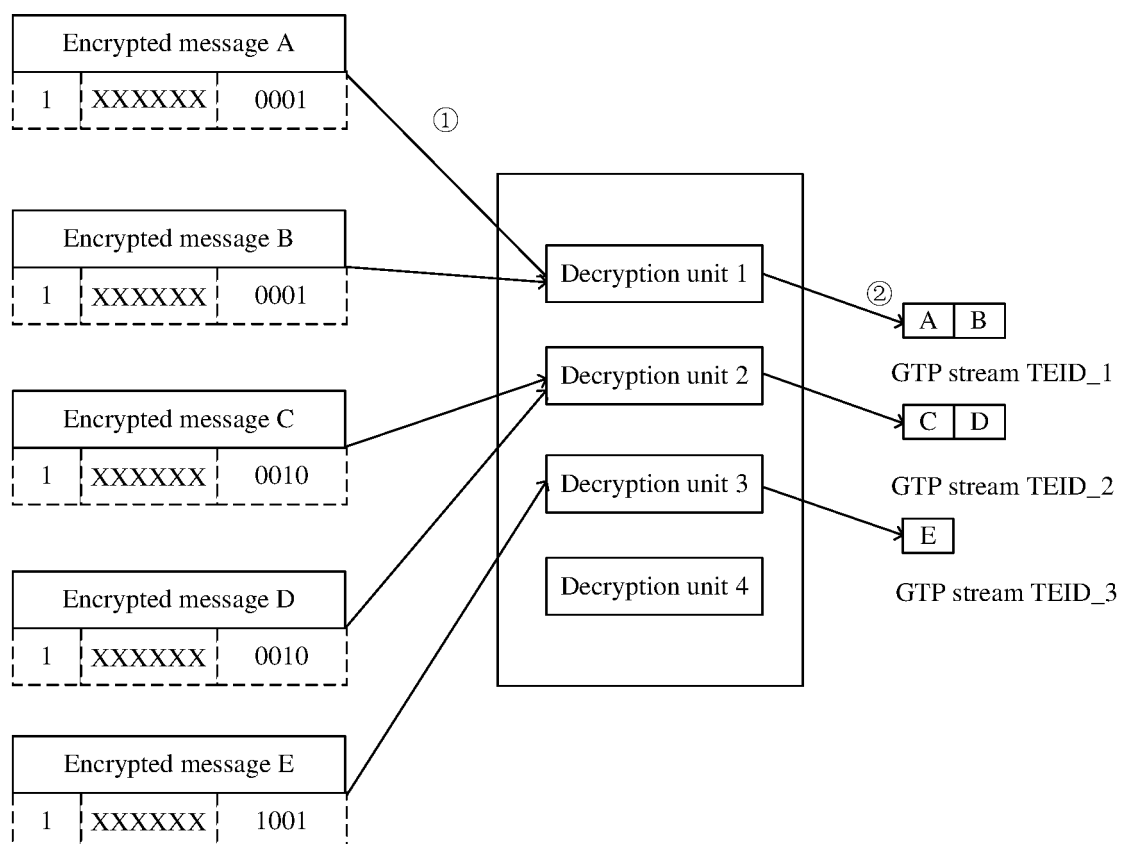 Encrypted message A
1 XXXXXX 0001
①
Encrypted message B
1 XXXXXX 0001
Encrypted message C
1 XXXXXX 0010
Encrypted message D
1 XXXXXX 0010
Encrypted message E
1 XXXXXX 1001
Decryption unit 1
Decryption unit 2
Decryption unit 3
Decryption unit 4
②
A B
GTP stream TEID_1
C D
GTP stream TEID_2
E
GTP stream TEID_3